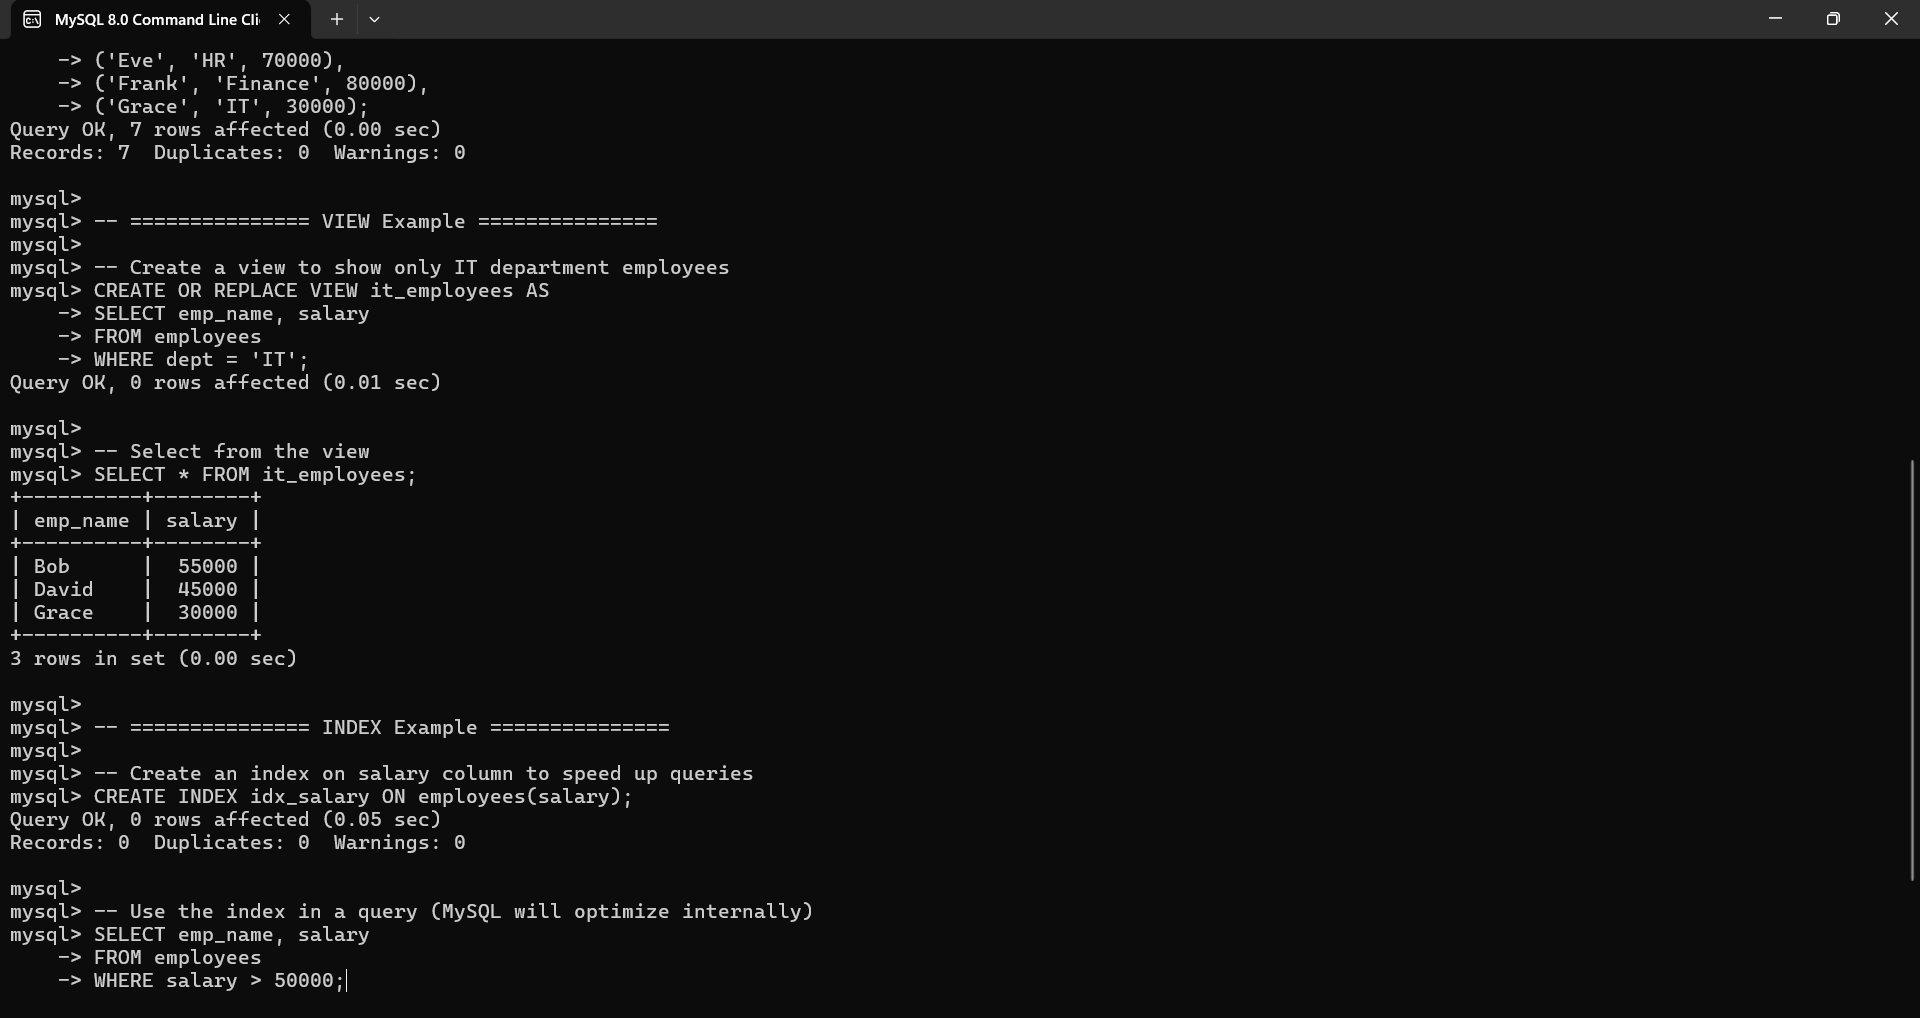 MySQL 8.0 Command Line Cli
-> ('Eve', 'HR', 70000),
-> ('Frank', 'Finance', 80000),
-> ('Grace', 'IT', 30000);
Query OK, 7 rows affected (0.00 sec)
Records: 7  Duplicates: 0  Warnings: 0
mysql>
mysql> -- =============== VIEW Example ===============
mysql>
mysql> -- Create a view to show only IT department employees
mysql> CREATE OR REPLACE VIEW it_employees AS
-> SELECT emp_name, salary
-> FROM employees
-> WHERE dept = 'IT';
Query OK, 0 rows affected (0.01 sec)
mysql>
mysql> -- Select from the view
mysql> SELECT * FROM it_employees;
+----------+--------+
| emp_name | salary |
+----------+--------+
| Bob      |  55000 |
| David    |  45000 |
| Grace    |  30000 |
+----------+--------+
3 rows in set (0.00 sec)
mysql>
mysql> -- =============== INDEX Example ===============
mysql>
mysql> -- Create an index on salary column to speed up queries
mysql> CREATE INDEX idx_salary ON employees(salary);
Query OK, 0 rows affected (0.05 sec)
Records: 0  Duplicates: 0  Warnings: 0
mysql>
mysql> -- Use the index in a query (MySQL will optimize internally)
mysql> SELECT emp_name, salary
-> FROM employees
-> WHERE salary > 50000;